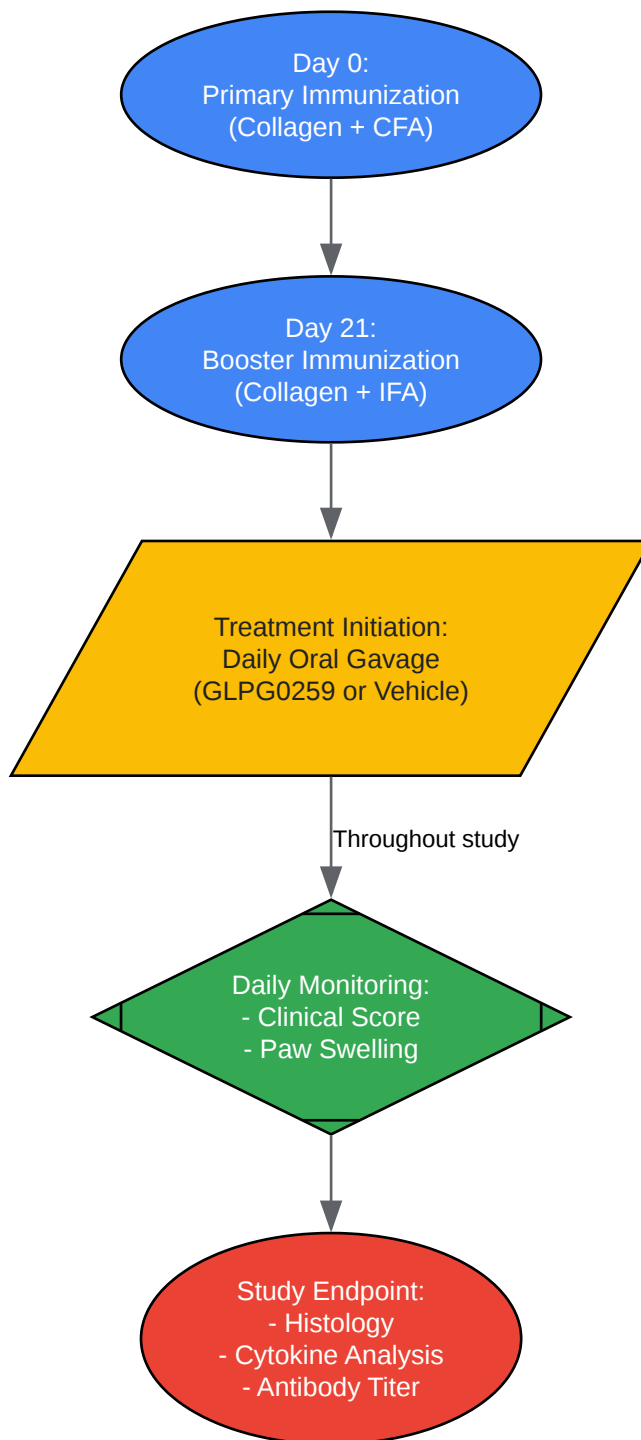 Day 0:
Primary Immunization
(Collagen + CFA)
Day 21:
Booster Immunization
(Collagen + IFA)
Treatment Initiation:
Daily Oral Gavage
(GLPG0259 or Vehicle)
Throughout study
Daily Monitoring:
- Clinical Score
- Paw Swelling
Study Endpoint:
- Histology
- Cytokine Analysis
- Antibody Titer